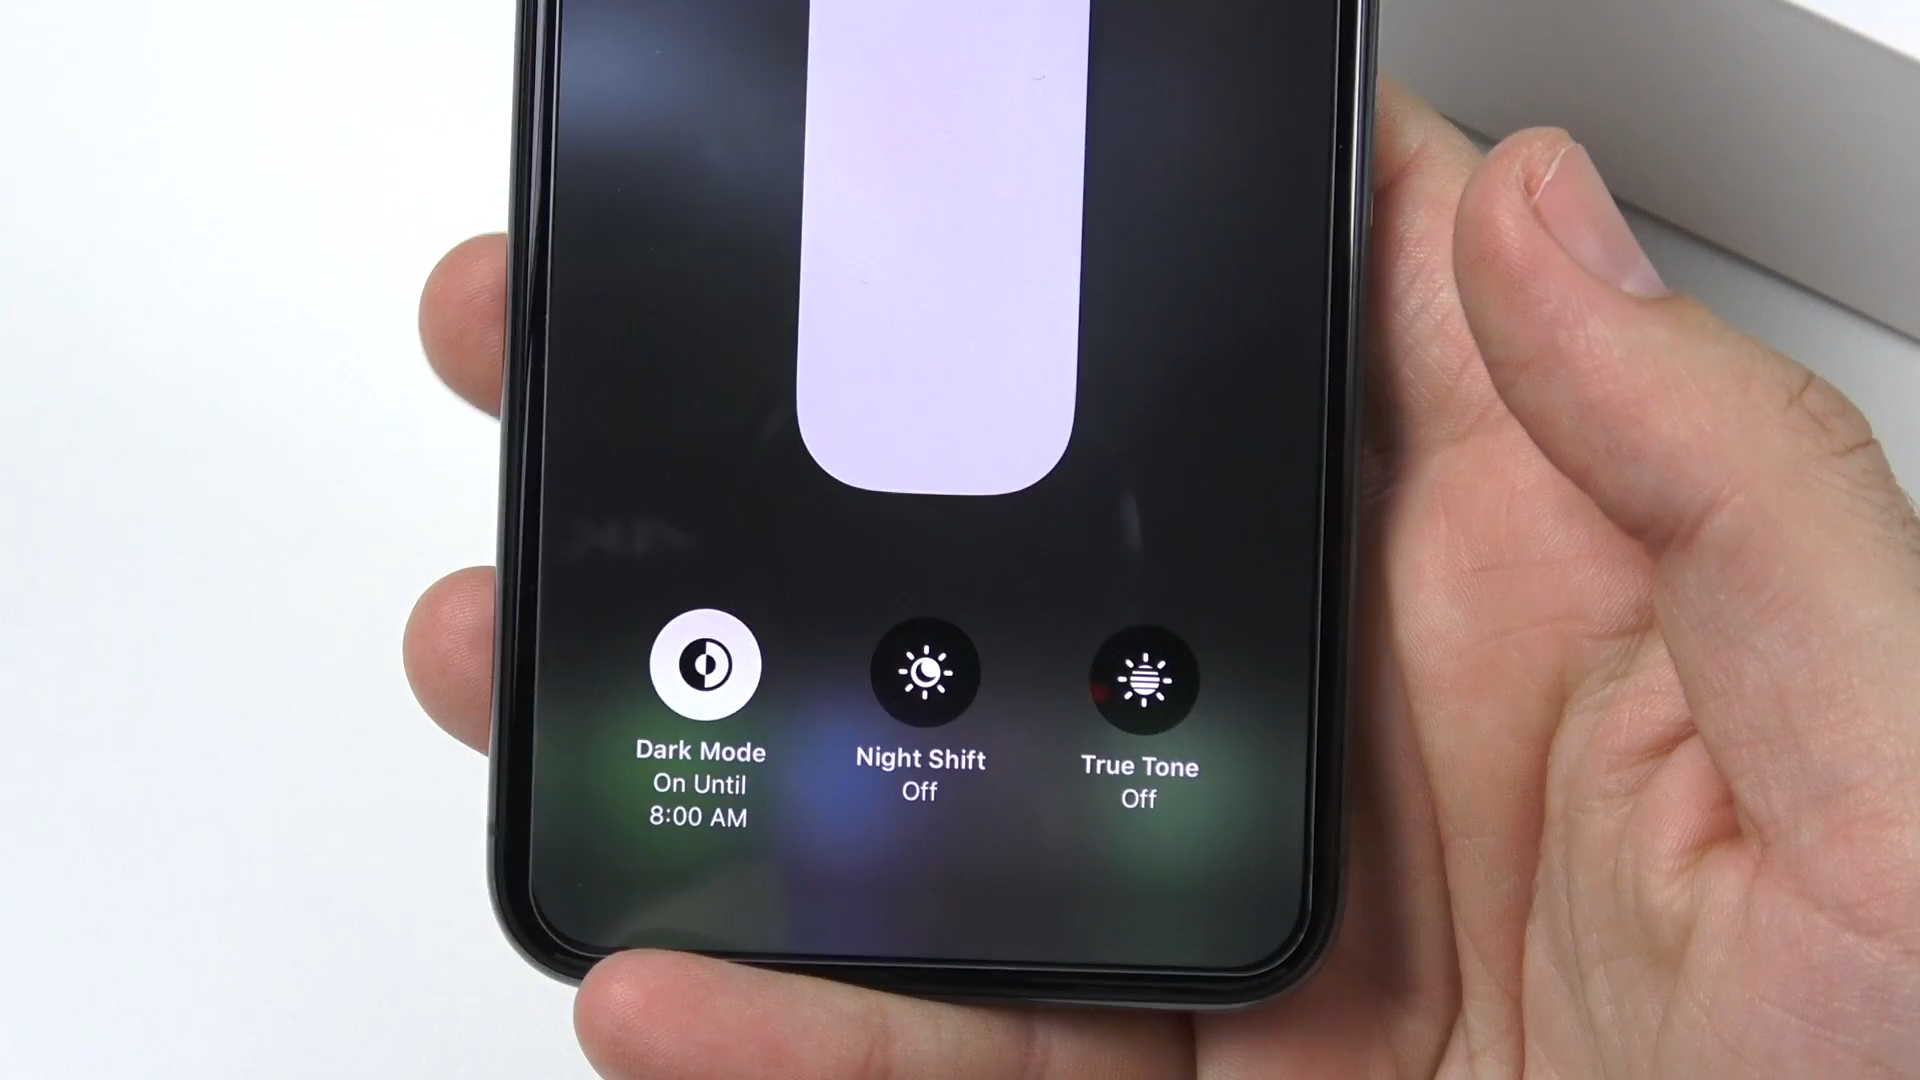 Dark Mode
On Until
8:00 AM
Night Shift
Off
True Tone
Off